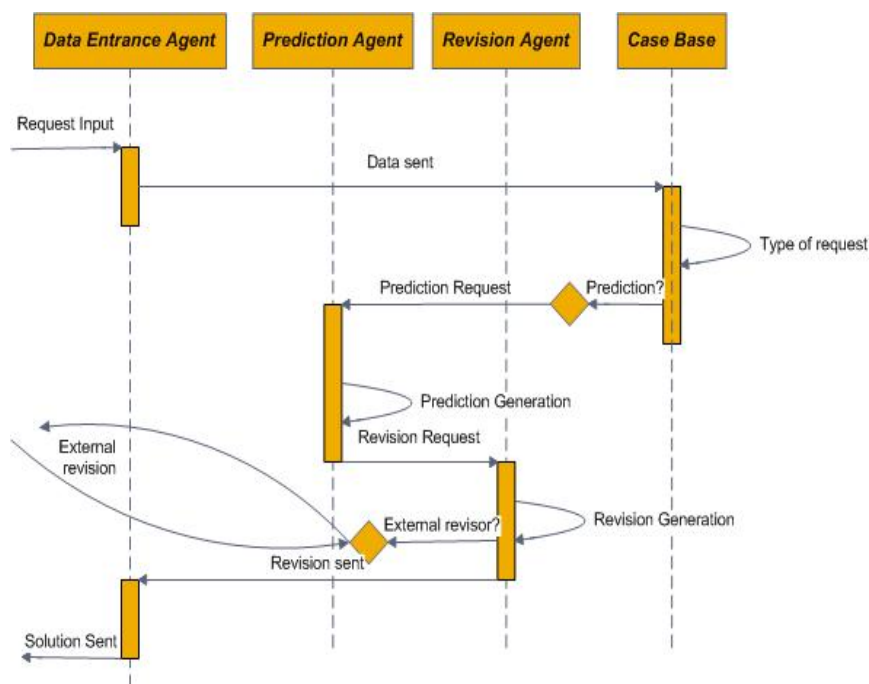 Data Entrance Agent
Prediction Agent
Revision Agent
Case Base
Request Input
Data sent
Type of request
Prediction Request
Prediction?
Prediction Generation
Revision Request
External
revision
External revisor?
Revision Generation
Revision sent
Solution Sent